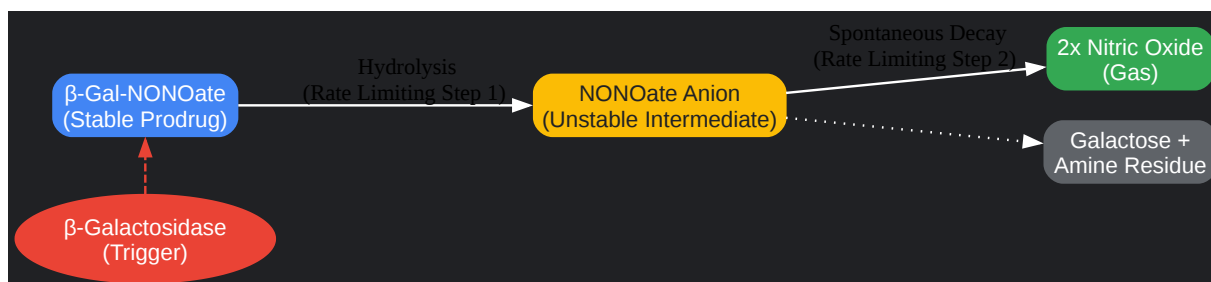 β-Gal-NONOate
(Stable Prodrug)
Hydrolysis
(Rate Limiting Step 1)
NONOate Anion
(Unstable Intermediate)
Spontaneous Decay
(Rate Limiting Step 2)
2x Nitric Oxide
(Gas)
Galactose +
Amine Residue
β-Galactosidase
(Trigger)